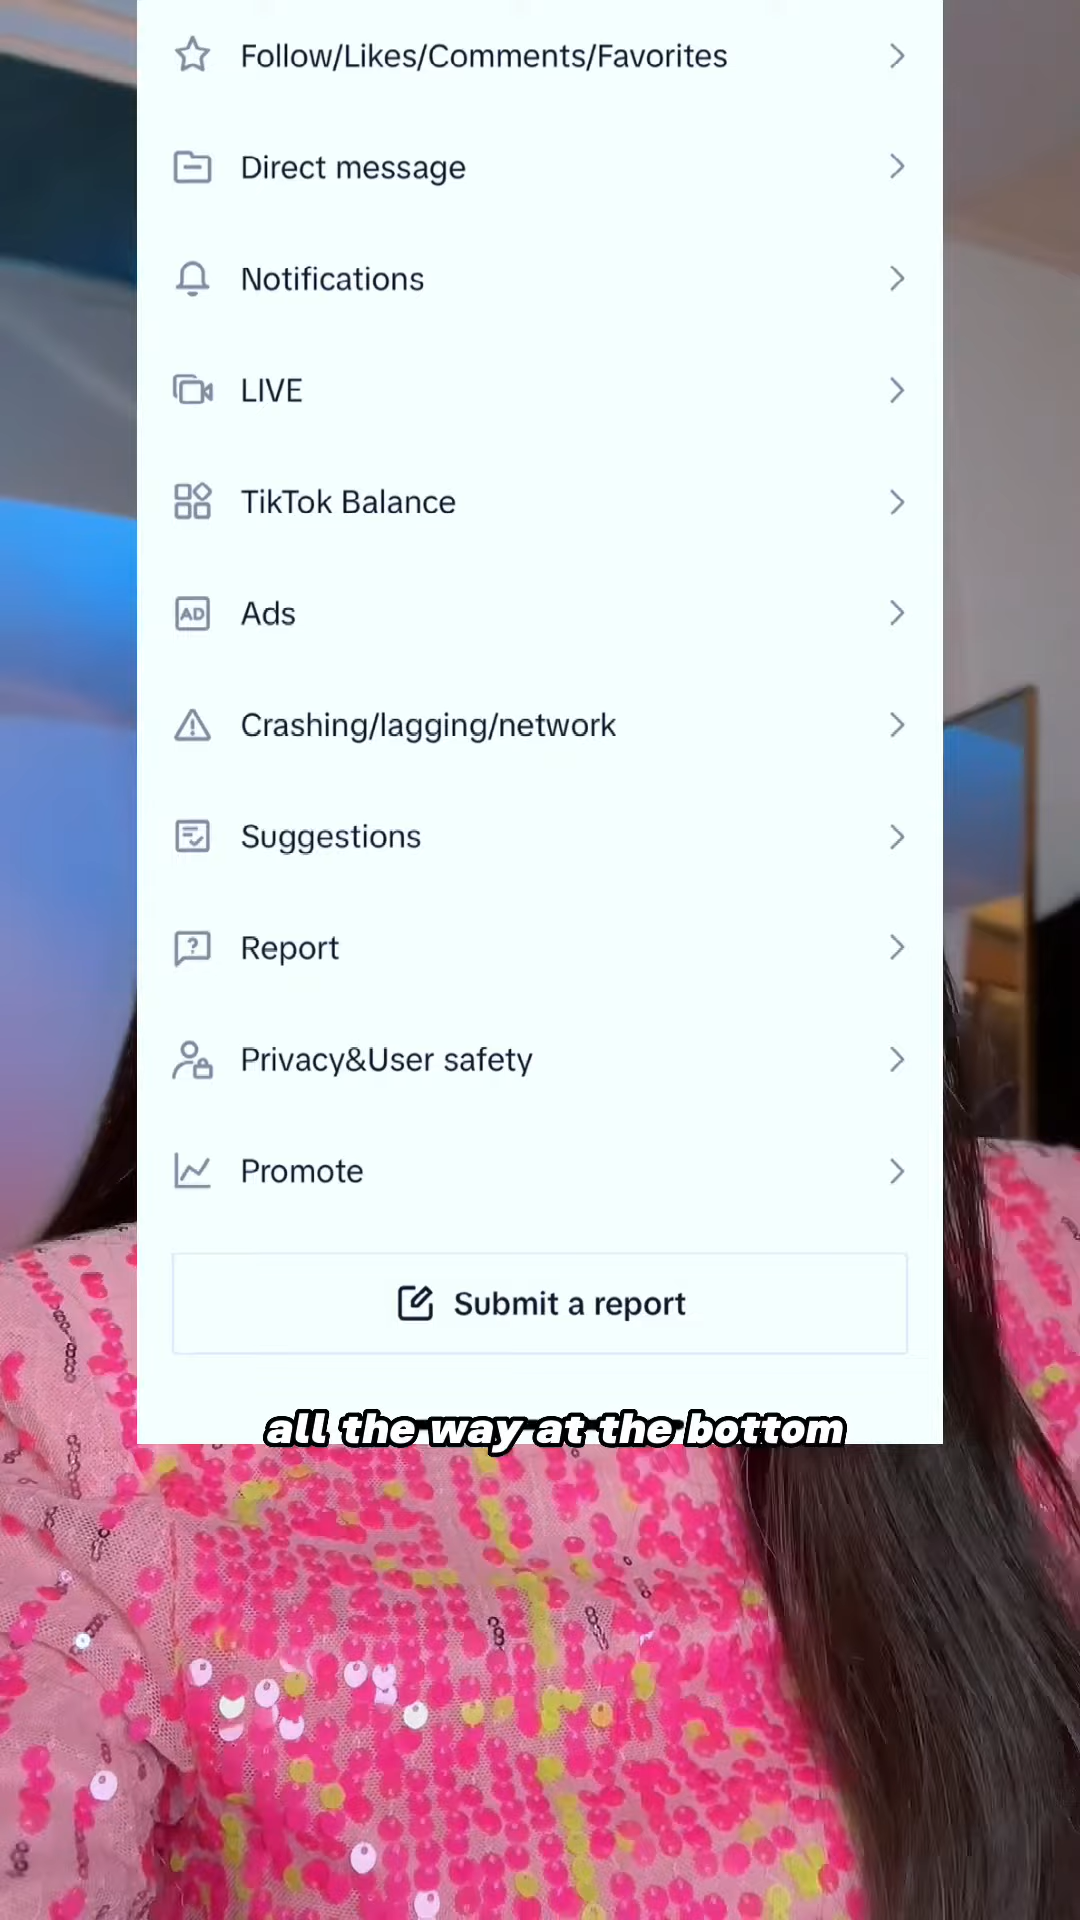 Follow/Likes/Comments/Favorites
Direct message
Notifications
LIVE
TikTok Balance
AD Ads
Crashing/lagging/network
Suggestions
? Report
Privacy&User safety
Promote
Submit a report
all the way at the bottom